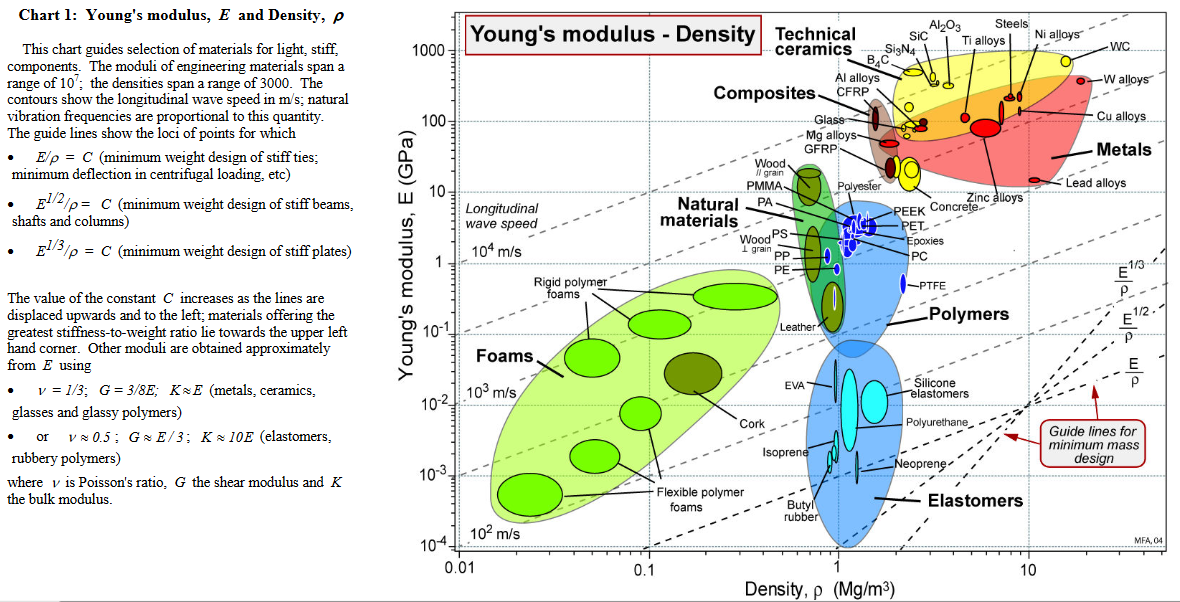 Chart 1: Young's modulus, E and Density, ρ
This chart guides selection of materials for light, stiff,
components. The moduli of engineering materials span a
range of 10⁷; the densities span a range of 3000. The
contours show the longitudinal wave speed in m/s; natural
vibration frequencies are proportional to this quantity.
The guide lines show the loci of points for which
• E/ρ = C (minimum weight design of stiff ties;
minimum deflection in centrifugal loading, etc)
• E^1/2/ρ = C (minimum weight design of stiff beams,
shafts and columns)
• E^1/3/ρ = C (minimum weight design of stiff plates)
The value of the constant C increases as the lines are
displaced upwards and to the left; materials offering the
greatest stiffness-to-weight ratio lie towards the upper left
hand corner. Other moduli are obtained approximately
from E using
• ν = 1/3; G = 3/8E; K≈E (metals, ceramics,
glasses and glassy polymers)
• or ν ≈ 0.5 ; G ≈ E/3 ; K ≈ 10E (elastomers,
rubbery polymers)
where ν is Poisson's ratio, G the shear modulus and K
the bulk modulus.
Young's modulus - Density
Technical
ceramics
Al₂O₃
SiC
Si₃N₄
B₄C
Steels
Ti alloys
Ni alloys
WC
W alloys
Cu alloys
Metals
Lead alloys
Zinc alloys
Al alloys
CFRP
Composites
Glass
Mg alloys
GFRP
Concrete
Wood
// grain
PMMA
Polyester
PA
Natural
materials
PEEK
PET
Epoxies
PC
PS
Wood
⊥ grain
PP
PE
PTFE
Leather
Polymers
Longitudinal
wave speed
10⁴ m/s
10³ m/s
10² m/s
Rigid polymer
foams
Foams
Cork
Flexible polymer
foams
EVA
Silicone
elastomers
Polyurethane
Isoprene
Neoprene
Butyl
rubber
Elastomers
E^1/3
ρ
E^1/2
ρ
E
ρ
Guide lines for
minimum mass
design
MFA, 04
Young's modulus, E (GPa)
1000
100
10
1
10⁻¹
10⁻²
10⁻³
10⁻⁴
0.01
0.1
1
10
Density, ρ (Mg/m³)